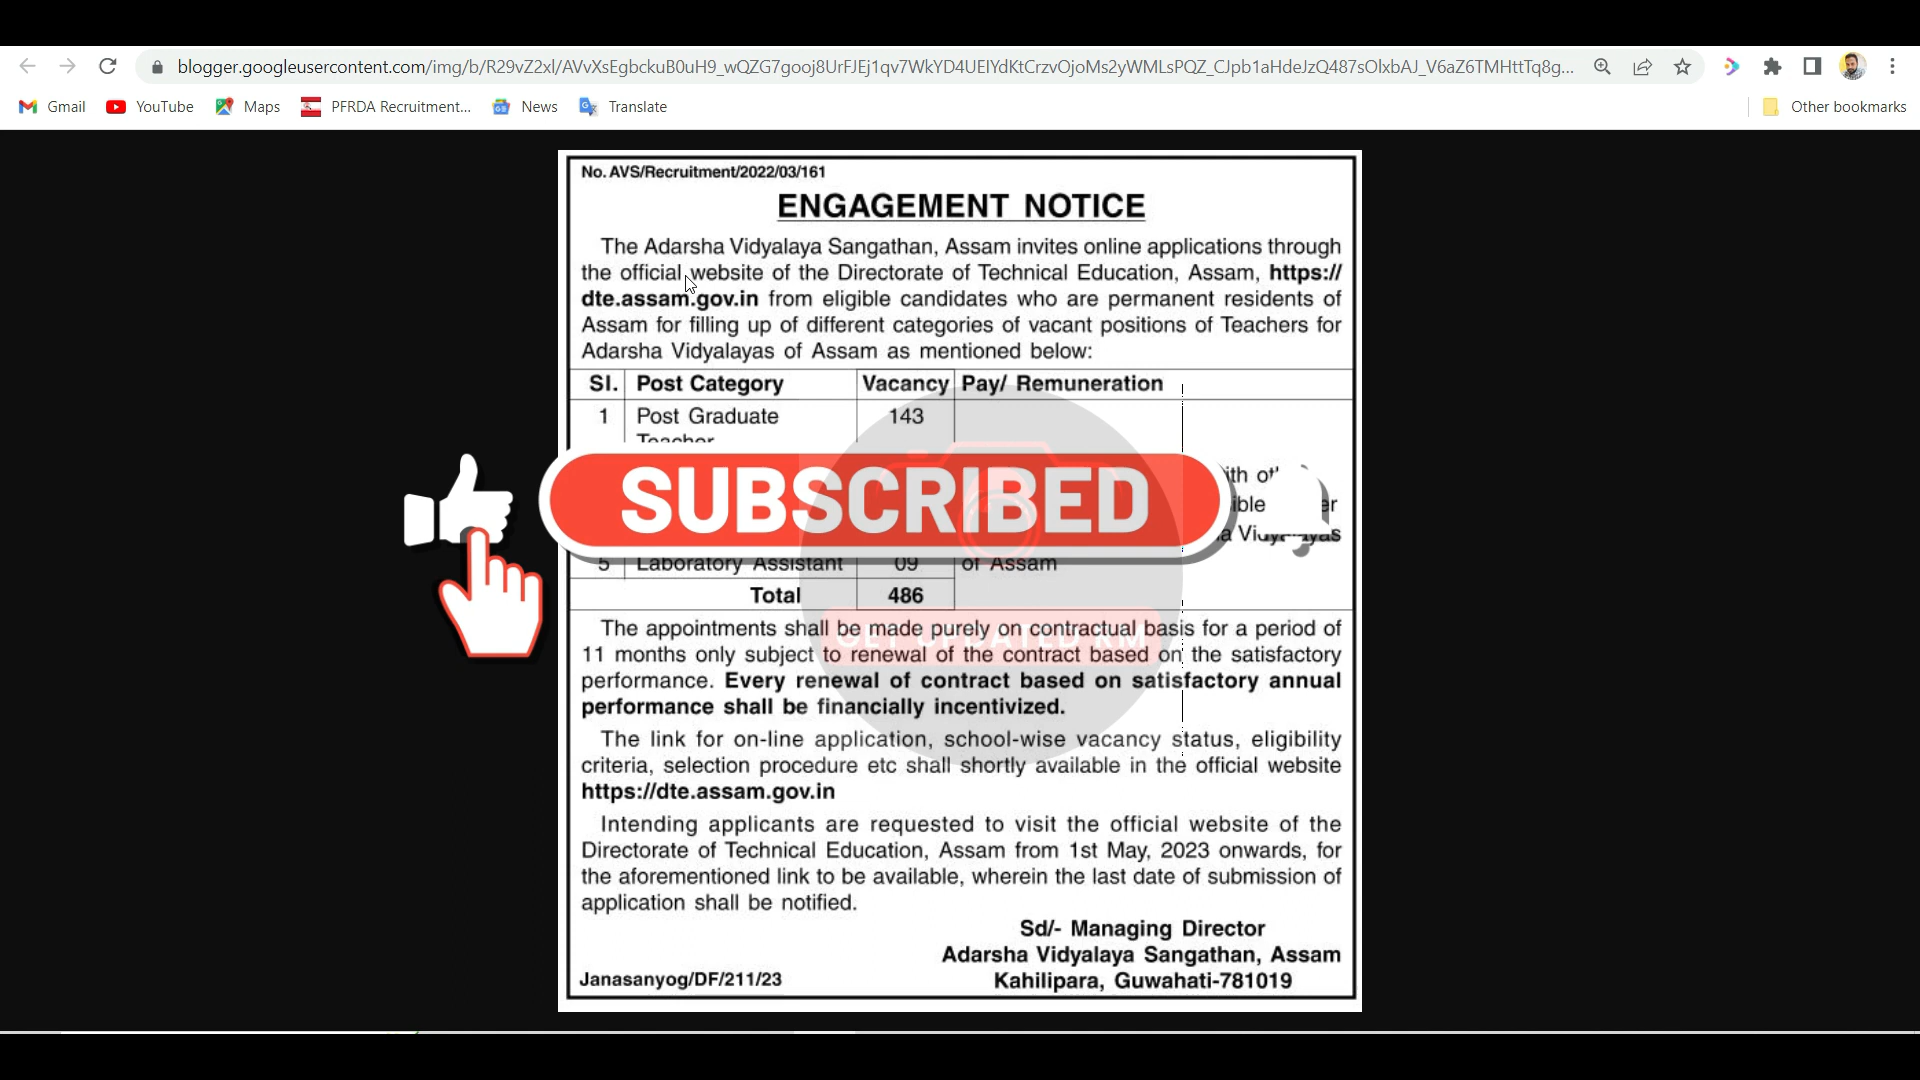 blogger.googleusercontent.com/img/b/R29vZ2xl/AVvXsEgbckuB0uH9_wQZG7gooj8UrFJEj1qv7WkYD4UEIYdKtCrzvOjoMs2yWMLsPQZ_CJpb1aHdeJzQ487sOlxbAJ_V6aZ6TMHttTq8g...
Gmail YouTube Maps PFRDA Recruitment... News Translate Other bookmarks
No. AVS/Recruitment/2022/03/161
ENGAGEMENT NOTICE
The Adarsha Vidyalaya Sangathan, Assam invites online applications through
the official website of the Directorate of Technical Education, Assam, https://
dte.assam.gov.in from eligible candidates who are permanent residents of
Assam for filling up of different categories of vacant positions of Teachers for
Adarsha Vidyalayas of Assam as mentioned below:
Sl. Post Category Vacancy Pay/ Remuneration
1 Post Graduate 143
Teacher
SUBSCRIBED
5 Laboratory Assistant 09 of Assam
Total 486
GET UPDATED KM
The appointments shall be made purely on contractual basis for a period of
11 months only subject to renewal of the contract based on the satisfactory
performance. Every renewal of contract based on satisfactory annual
performance shall be financially incentivized.
The link for on-line application, school-wise vacancy status, eligibility
criteria, selection procedure etc shall shortly available in the official website
https://dte.assam.gov.in
Intending applicants are requested to visit the official website of the
Directorate of Technical Education, Assam from 1st May, 2023 onwards, for
the aforementioned link to be available, wherein the last date of submission of
application shall be notified.
Sd/- Managing Director
Adarsha Vidyalaya Sangathan, Assam
Janasanyog/DF/211/23 Kahilipara, Guwahati-781019